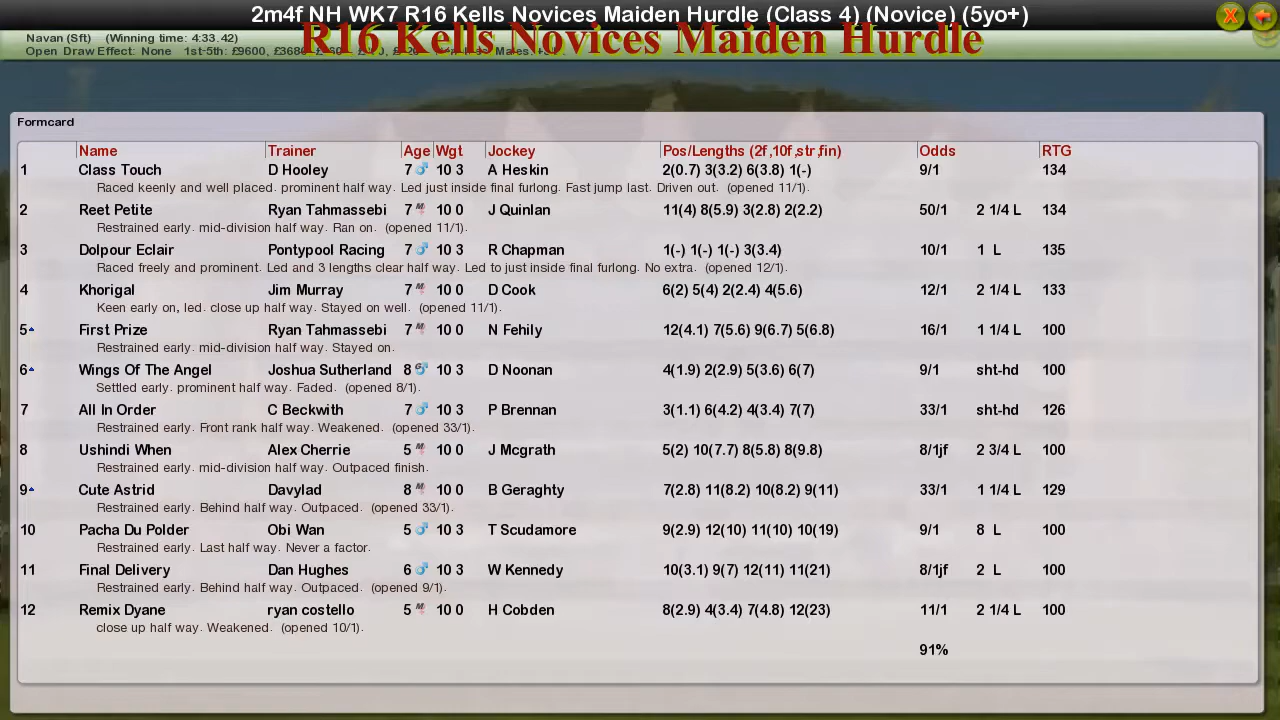 2m4f NH WK7 R16 Kells Novices Maiden Hurdle (Class 4) (Novice) (5yo+)
R16 Kells Novices Maiden Hurdle
Navan (Sft) (Winning time: 4:33.42)
Open Draw Effect: None 1st-5th: £9600,
Formcard
Name Trainer Age Wgt Jockey Pos/Lengths (2f,10f,str,fin) Odds RTG
1 Class Touch D Hooley 7 10 3 A Heskin 2(0.7) 3(3.2) 6(3.8) 1(-) 9/1 134
Raced keenly and well placed. prominent half way. Led just inside final furlong. Fast jump last. Driven out. (opened 11/1).
2 Reet Petite Ryan Tahmassebi 7 10 0 J Quinlan 11(4) 8(5.9) 3(2.8) 2(2.2) 50/1 2 1/4 L 134
Restrained early. mid-division half way. Ran on. (opened 11/1).
3 Dolpour Eclair Pontypool Racing 7 10 3 R Chapman 1(-) 1(-) 1(-) 3(3.4) 10/1 1 L 135
Raced freely and prominent. Led and 3 lengths clear half way. Led to just inside final furlong. No extra. (opened 12/1).
4 Khorigal Jim Murray 7 10 0 D Cook 6(2) 5(4) 2(2.4) 4(5.6) 12/1 2 1/4 L 133
Keen early on, led. close up half way. Stayed on well. (opened 11/1).
5 First Prize Ryan Tahmassebi 7 10 0 N Fehily 12(4.1) 7(5.6) 9(6.7) 5(6.8) 16/1 1 1/4 L 100
Restrained early. mid-division half way. Stayed on.
6 Wings Of The Angel Joshua Sutherland 8 10 3 D Noonan 4(1.9) 2(2.9) 5(3.6) 6(7) 9/1 sht-hd 100
Settled early. prominent half way. Faded. (opened 8/1).
7 All In Order C Beckwith 7 10 3 P Brennan 3(1.1) 6(4.2) 4(3.4) 7(7) 33/1 sht-hd 126
Restrained early. Front rank half way. Weakened. (opened 33/1).
8 Ushindi When Alex Cherrie 5 10 0 J Mcgrath 5(2) 10(7.7) 8(5.8) 8(9.8) 8/1jf 2 3/4 L 100
Restrained early. mid-division half way. Outpaced finish.
9 Cute Astrid Davylad 8 10 0 B Geraghty 7(2.8) 11(8.2) 10(8.2) 9(11) 33/1 1 1/4 L 129
Restrained early. Behind half way. Outpaced. (opened 33/1).
10 Pacha Du Polder Obi Wan 5 10 3 T Scudamore 9(2.9) 12(10) 11(10) 10(19) 9/1 8 L 100
Restrained early. Last half way. Never a factor.
11 Final Delivery Dan Hughes 6 10 3 W Kennedy 10(3.1) 9(7) 12(11) 11(21) 8/1jf 2 L 100
Restrained early. Behind half way. Outpaced. (opened 9/1).
12 Remix Dyane ryan costello 5 10 0 H Cobden 8(2.9) 4(3.4) 7(4.8) 12(23) 11/1 2 1/4 L 100
close up half way. Weakened. (opened 10/1).
91%